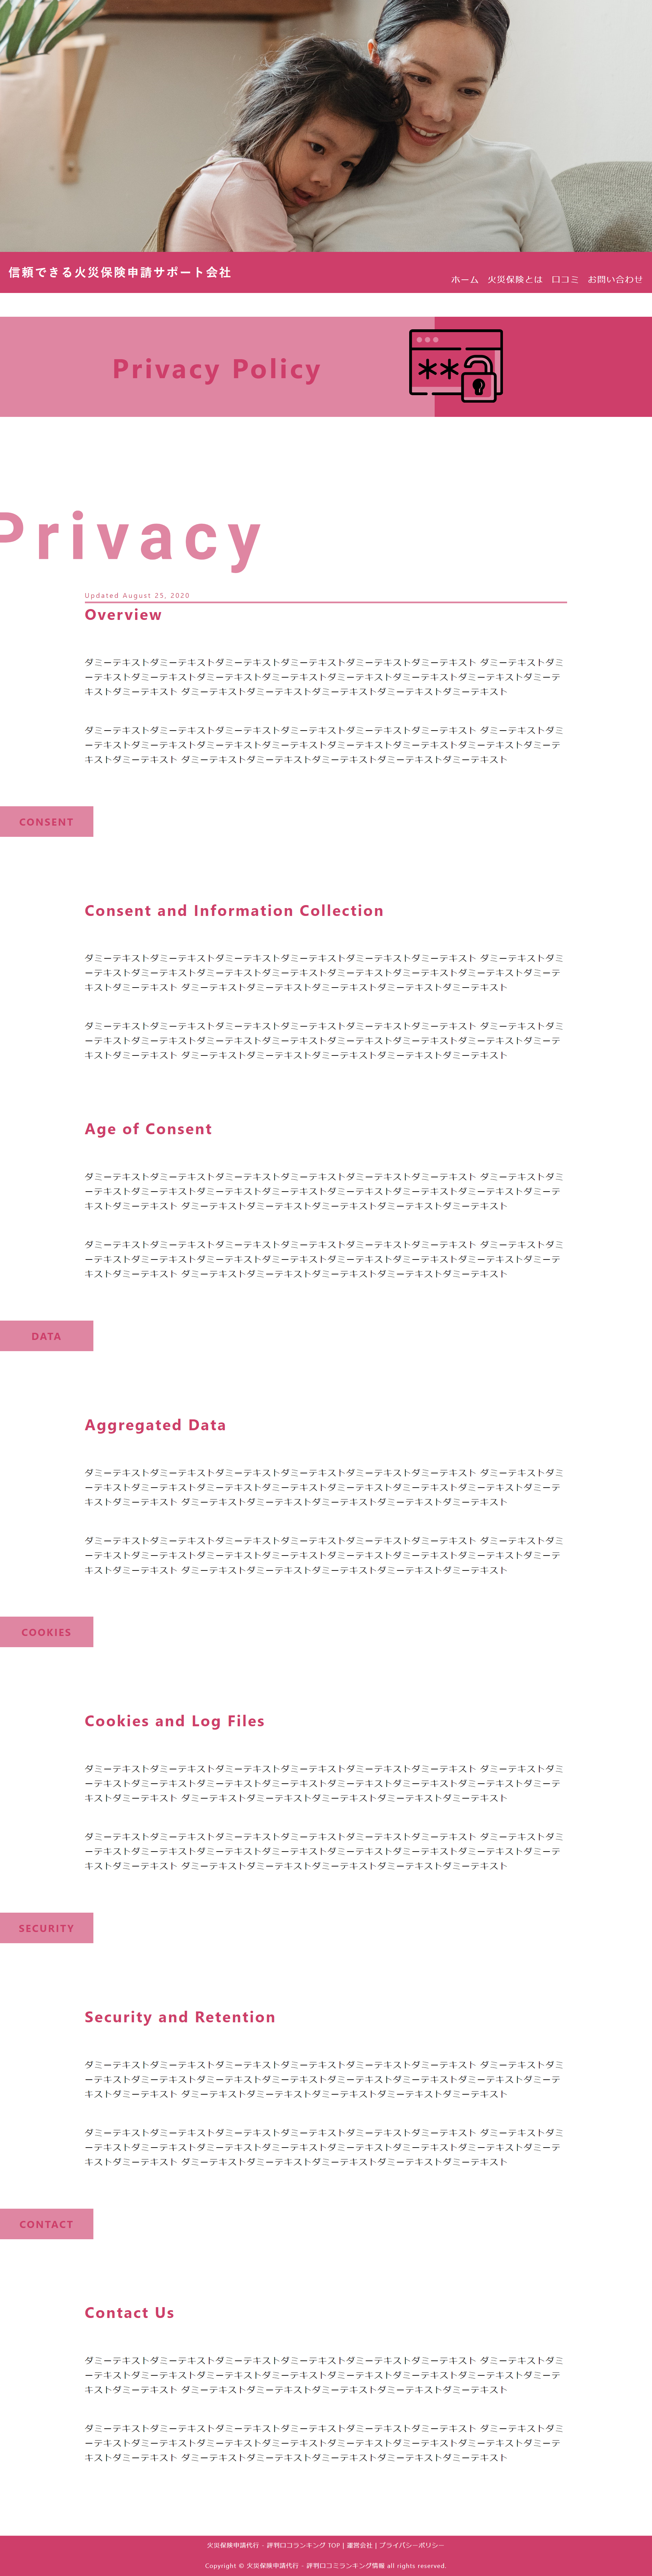 信頼できる火災保険申請サポート会社
ホーム 火災保険とは 口コミ お問い合わせ
Privacy Policy
**
Privacy
Updated August 25, 2020
Overview
ダミーテキストダミーテキストダミーテキストダミーテキストダミーテキストダミーテキスト ダミーテキストダミ
ーテキストダミーテキストダミーテキストダミーテキストダミーテキストダミーテキストダミーテキストダミーテ
キストダミーテキスト ダミーテキストダミーテキストダミーテキストダミーテキストダミーテキスト
ダミーテキストダミーテキストダミーテキストダミーテキストダミーテキストダミーテキスト ダミーテキストダミ
ーテキストダミーテキストダミーテキストダミーテキストダミーテキストダミーテキストダミーテキストダミーテ
キストダミーテキスト ダミーテキストダミーテキストダミーテキストダミーテキストダミーテキスト
CONSENT
Consent and Information Collection
ダミーテキストダミーテキストダミーテキストダミーテキストダミーテキストダミーテキスト ダミーテキストダミ
ーテキストダミーテキストダミーテキストダミーテキストダミーテキストダミーテキストダミーテキストダミーテ
キストダミーテキスト ダミーテキストダミーテキストダミーテキストダミーテキストダミーテキスト
ダミーテキストダミーテキストダミーテキストダミーテキストダミーテキストダミーテキスト ダミーテキストダミ
ーテキストダミーテキストダミーテキストダミーテキストダミーテキストダミーテキストダミーテキストダミーテ
キストダミーテキスト ダミーテキストダミーテキストダミーテキストダミーテキストダミーテキスト
Age of Consent
ダミーテキストダミーテキストダミーテキストダミーテキストダミーテキストダミーテキスト ダミーテキストダミ
ーテキストダミーテキストダミーテキストダミーテキストダミーテキストダミーテキストダミーテキストダミーテ
キストダミーテキスト ダミーテキストダミーテキストダミーテキストダミーテキストダミーテキスト
ダミーテキストダミーテキストダミーテキストダミーテキストダミーテキストダミーテキスト ダミーテキストダミ
ーテキストダミーテキストダミーテキストダミーテキストダミーテキストダミーテキストダミーテキストダミーテ
キストダミーテキスト ダミーテキストダミーテキストダミーテキストダミーテキストダミーテキスト
DATA
Aggregated Data
ダミーテキストダミーテキストダミーテキストダミーテキストダミーテキストダミーテキスト ダミーテキストダミ
ーテキストダミーテキストダミーテキストダミーテキストダミーテキストダミーテキストダミーテキストダミーテ
キストダミーテキスト ダミーテキストダミーテキストダミーテキストダミーテキストダミーテキスト
ダミーテキストダミーテキストダミーテキストダミーテキストダミーテキストダミーテキスト ダミーテキストダミ
ーテキストダミーテキストダミーテキストダミーテキストダミーテキストダミーテキストダミーテキストダミーテ
キストダミーテキスト ダミーテキストダミーテキストダミーテキストダミーテキストダミーテキスト
COOKIES
Cookies and Log Files
ダミーテキストダミーテキストダミーテキストダミーテキストダミーテキストダミーテキスト ダミーテキストダミ
ーテキストダミーテキストダミーテキストダミーテキストダミーテキストダミーテキストダミーテキストダミーテ
キストダミーテキスト ダミーテキストダミーテキストダミーテキストダミーテキストダミーテキスト
ダミーテキストダミーテキストダミーテキストダミーテキストダミーテキストダミーテキスト ダミーテキストダミ
ーテキストダミーテキストダミーテキストダミーテキストダミーテキストダミーテキストダミーテキストダミーテ
キストダミーテキスト ダミーテキストダミーテキストダミーテキストダミーテキストダミーテキスト
SECURITY
Security and Retention
ダミーテキストダミーテキストダミーテキストダミーテキストダミーテキストダミーテキスト ダミーテキストダミ
ーテキストダミーテキストダミーテキストダミーテキストダミーテキストダミーテキストダミーテキストダミーテ
キストダミーテキスト ダミーテキストダミーテキストダミーテキストダミーテキストダミーテキスト
ダミーテキストダミーテキストダミーテキストダミーテキストダミーテキストダミーテキスト ダミーテキストダミ
ーテキストダミーテキストダミーテキストダミーテキストダミーテキストダミーテキストダミーテキストダミーテ
キストダミーテキスト ダミーテキストダミーテキストダミーテキストダミーテキストダミーテキスト
CONTACT
Contact Us
ダミーテキストダミーテキストダミーテキストダミーテキストダミーテキストダミーテキスト ダミーテキストダミ
ーテキストダミーテキストダミーテキストダミーテキストダミーテキストダミーテキストダミーテキストダミーテ
キストダミーテキスト ダミーテキストダミーテキストダミーテキストダミーテキストダミーテキスト
ダミーテキストダミーテキストダミーテキストダミーテキストダミーテキストダミーテキスト ダミーテキストダミ
ーテキストダミーテキストダミーテキストダミーテキストダミーテキストダミーテキストダミーテキストダミーテ
キストダミーテキスト ダミーテキストダミーテキストダミーテキストダミーテキストダミーテキスト
火災保険申請代行 - 評判口コランキング TOP | 運営会社 | プライバシーポリシー
Copyright © 火災保険申請代行 - 評判口コミランキング情報 all rights reserved.